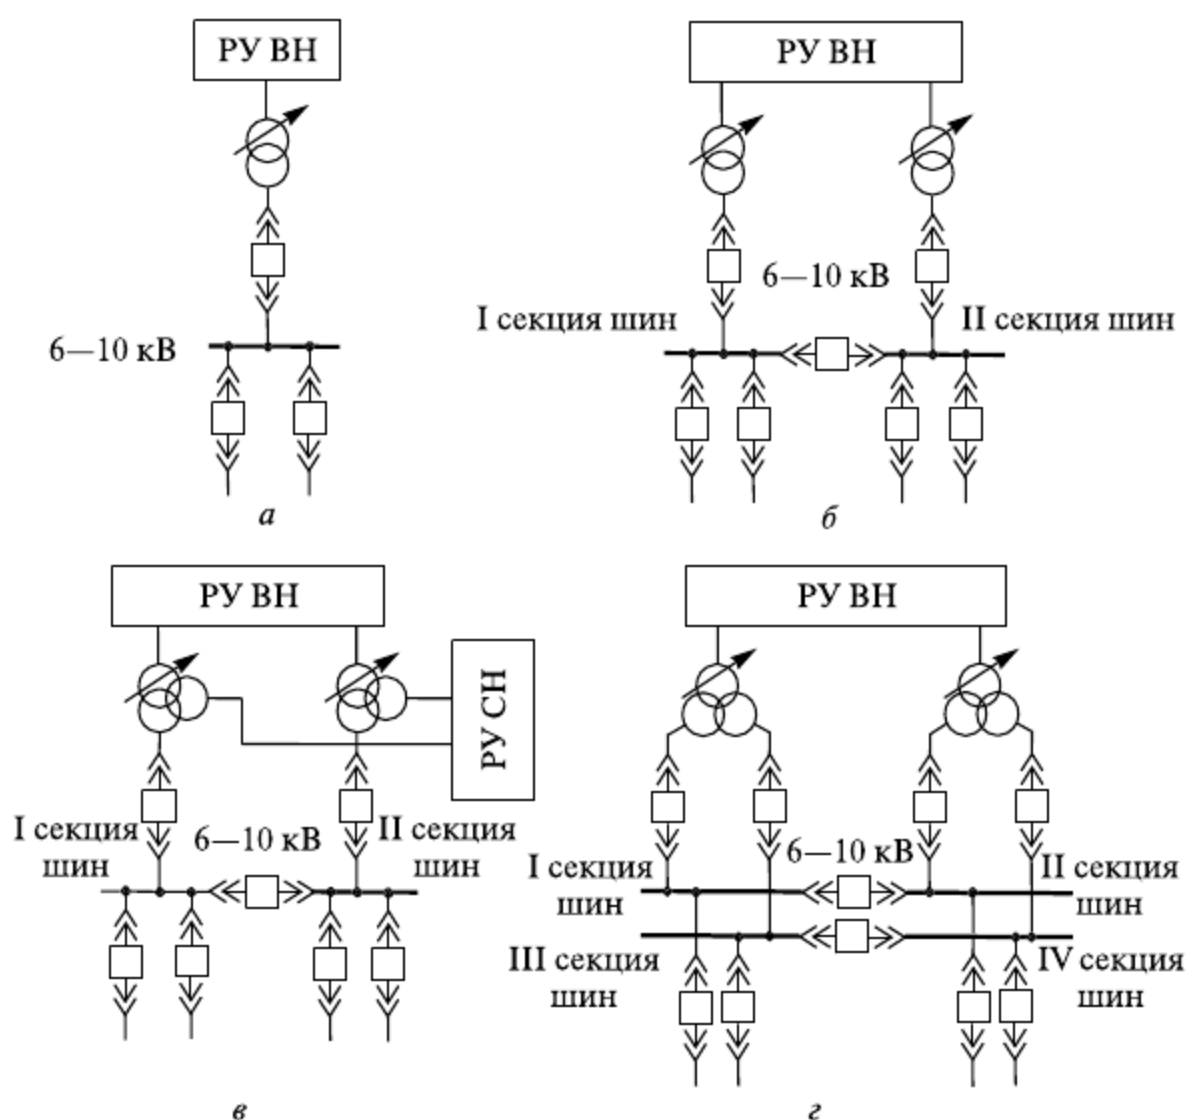 РУ ВН
6—10 кВ
а
РУ ВН
6—10 кВ
I секция шин
II секция шин
б
РУ ВН
РУ СН
I секция
шин
6—10 кВ
II секция
шин
в
РУ ВН
6—10 кВ
I секция
шин
II секция
шин
III секция
шин
IV секция
шин
г